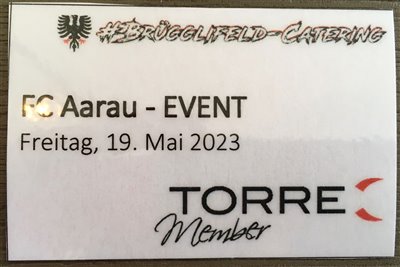 #BRÜGGLIFELD-CATERING
FC Aarau - EVENT
Freitag, 19. Mai 2023
TORRE
Member